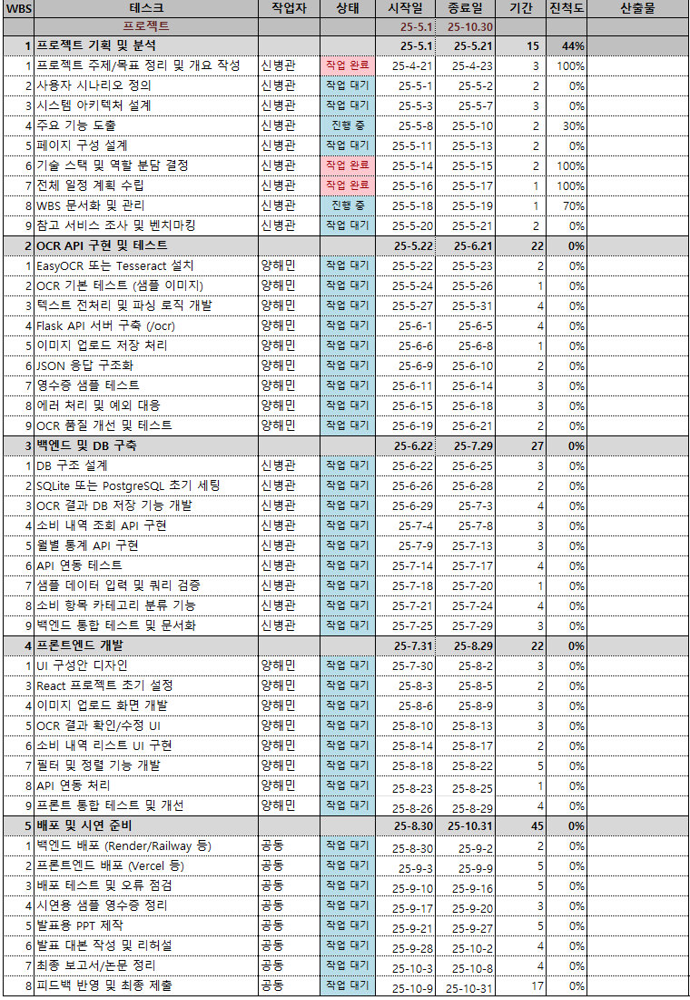 WBS 테스크 작업자 상태 시작일 종료일 기간 진척도 산출물
프로젝트 25-5.1 25-10.30
1 프로젝트 기획 및 분석 25-5.1 25-5.21 15 44%
1 프로젝트 주제/목표 정리 및 개요 작성 신병관 작업 완료 25-4-21 25-4-23 3 100%
2 사용자 시나리오 정의 신병관 작업 대기 25-5-1 25-5-2 2 0%
3 시스템 아키텍처 설계 신병관 작업 대기 25-5-3 25-5-7 3 0%
4 주요 기능 도출 신병관 진행 중 25-5-8 25-5-10 2 30%
5 페이지 구성 설계 신병관 작업 대기 25-5-11 25-5-13 2 0%
6 기술 스택 및 역할 분담 결정 신병관 작업 완료 25-5-14 25-5-15 2 100%
7 전체 일정 계획 수립 신병관 작업 완료 25-5-16 25-5-17 1 100%
8 WBS 문서화 및 관리 신병관 진행 중 25-5-18 25-5-19 1 70%
9 참고 서비스 조사 및 벤치마킹 신병관 작업 대기 25-5-20 25-5-21 2 0%
2 OCR API 구현 및 테스트 25-5.22 25-6.21 22 0%
1 EasyOCR 또는 Tesseract 설치 양해민 작업 대기 25-5-22 25-5-23 2 0%
2 OCR 기본 테스트 (샘플 이미지) 양해민 작업 대기 25-5-24 25-5-26 1 0%
3 텍스트 전처리 및 파싱 로직 개발 양해민 작업 대기 25-5-27 25-5-31 4 0%
4 Flask API 서버 구축 (/ocr) 양해민 작업 대기 25-6-1 25-6-5 4 0%
5 이미지 업로드 저장 처리 양해민 작업 대기 25-6-6 25-6-8 1 0%
6 JSON 응답 구조화 양해민 작업 대기 25-6-9 25-6-10 2 0%
7 영수증 샘플 테스트 양해민 작업 대기 25-6-11 25-6-14 3 0%
8 에러 처리 및 예외 대응 양해민 작업 대기 25-6-15 25-6-18 3 0%
9 OCR 품질 개선 및 테스트 양해민 작업 대기 25-6-19 25-6-21 2 0%
3 백엔드 및 DB 구축 25-6.22 25-7.29 27 0%
1 DB 구조 설계 신병관 작업 대기 25-6-22 25-6-25 3 0%
2 SQLite 또는 PostgreSQL 초기 세팅 신병관 작업 대기 25-6-26 25-6-28 2 0%
3 OCR 결과 DB 저장 기능 개발 신병관 작업 대기 25-6-29 25-7-3 4 0%
4 소비 내역 조회 API 구현 신병관 작업 대기 25-7-4 25-7-8 3 0%
5 월별 통계 API 구현 신병관 작업 대기 25-7-9 25-7-13 3 0%
6 API 연동 테스트 신병관 작업 대기 25-7-14 25-7-17 4 0%
7 샘플 데이터 입력 및 쿼리 검증 신병관 작업 대기 25-7-18 25-7-20 1 0%
8 소비 항목 카테고리 분류 기능 신병관 작업 대기 25-7-21 25-7-24 4 0%
9 백엔드 통합 테스트 및 문서화 신병관 작업 대기 25-7-25 25-7-29 3 0%
4 프론트엔드 개발 25-7.31 25-8.29 22 0%
1 UI 구성안 디자인 양해민 작업 대기 25-7-30 25-8-2 3 0%
3 React 프로젝트 초기 설정 양해민 작업 대기 25-8-3 25-8-5 2 0%
4 이미지 업로드 화면 개발 양해민 작업 대기 25-8-6 25-8-9 3 0%
5 OCR 결과 확인/수정 UI 양해민 작업 대기 25-8-10 25-8-13 3 0%
6 소비 내역 리스트 UI 구현 양해민 작업 대기 25-8-14 25-8-17 2 0%
7 필터 및 정렬 기능 개발 양해민 작업 대기 25-8-18 25-8-22 5 0%
8 API 연동 처리 양해민 작업 대기 25-8-23 25-8-25 1 0%
9 프론트 통합 테스트 및 개선 양해민 작업 대기 25-8-26 25-8-29 4 0%
5 배포 및 시연 준비 25-8.30 25-10.31 45 0%
1 백엔드 배포 (Render/Railway 등) 공동 작업 대기 25-8-30 25-9-2 2 0%
2 프론트엔드 배포 (Vercel 등) 공동 작업 대기 25-9-3 25-9-9 5 0%
3 배포 테스트 및 오류 점검 공동 작업 대기 25-9-10 25-9-16 5 0%
4 시연용 샘플 영수증 정리 공동 작업 대기 25-9-17 25-9-20 3 0%
5 발표용 PPT 제작 공동 작업 대기 25-9-21 25-9-27 5 0%
6 발표 대본 작성 및 리허설 공동 작업 대기 25-9-28 25-10-2 4 0%
7 최종 보고서/논문 정리 공동 작업 대기 25-10-3 25-10-8 4 0%
8 피드백 반영 및 최종 제출 공동 작업 대기 25-10-9 25-10-31 17 0%